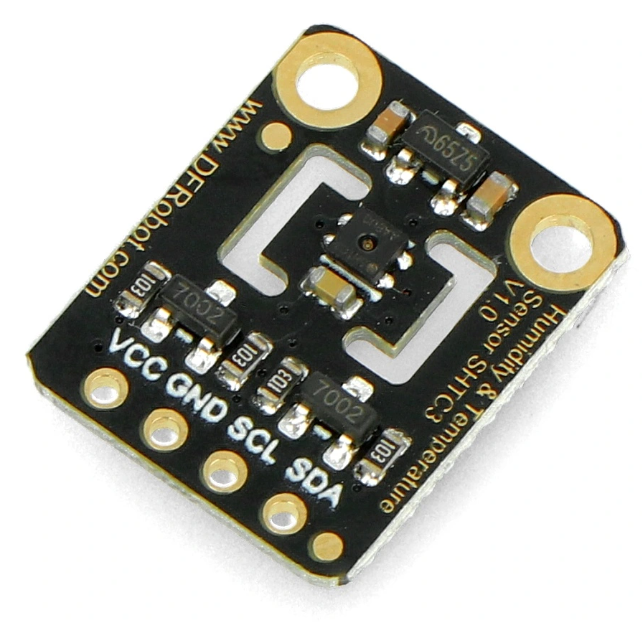 www.DFRobot.com
65Z5
103
7002
103
103
7002
103
VCC
GND
SCL
SDA
Humidity & Temperature
Sensor SHTC3
V1.0